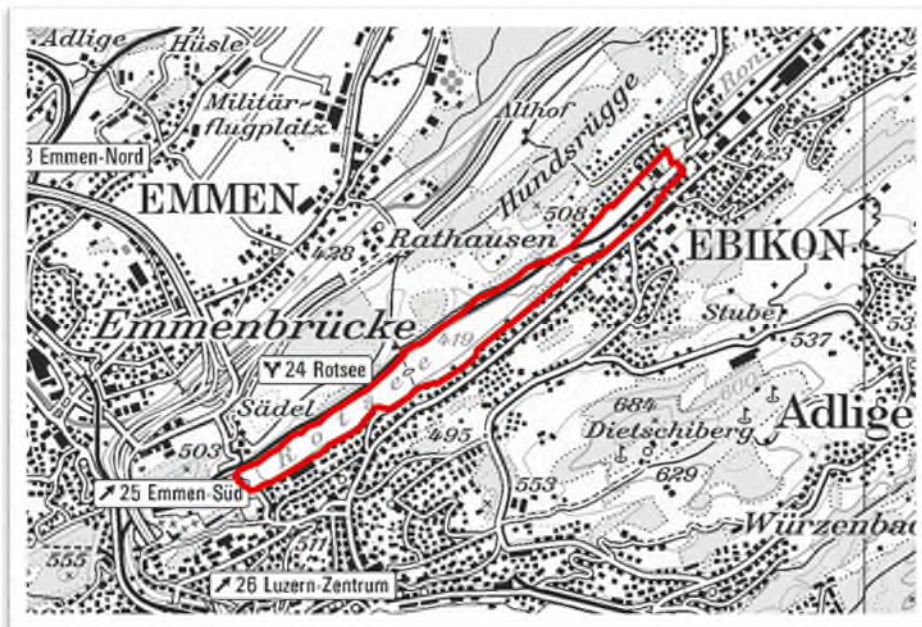 Adlige
Hüsle
Militär-
flugplatz
Althof
Ron
3 Emmen-Nord
EMMEN
Hundsrügge
508
Rathausen
428
EBIKON
Emmenbrücke
419
Stube
537
53
Y 24 Rotsee
Sädel
Rotsee
684
600
Dietschiberg
Adlige
503
495
629
↗ 25 Emmen-Süd
553
Würzenba
511
555
↗ 26 Luzern-Zentrum